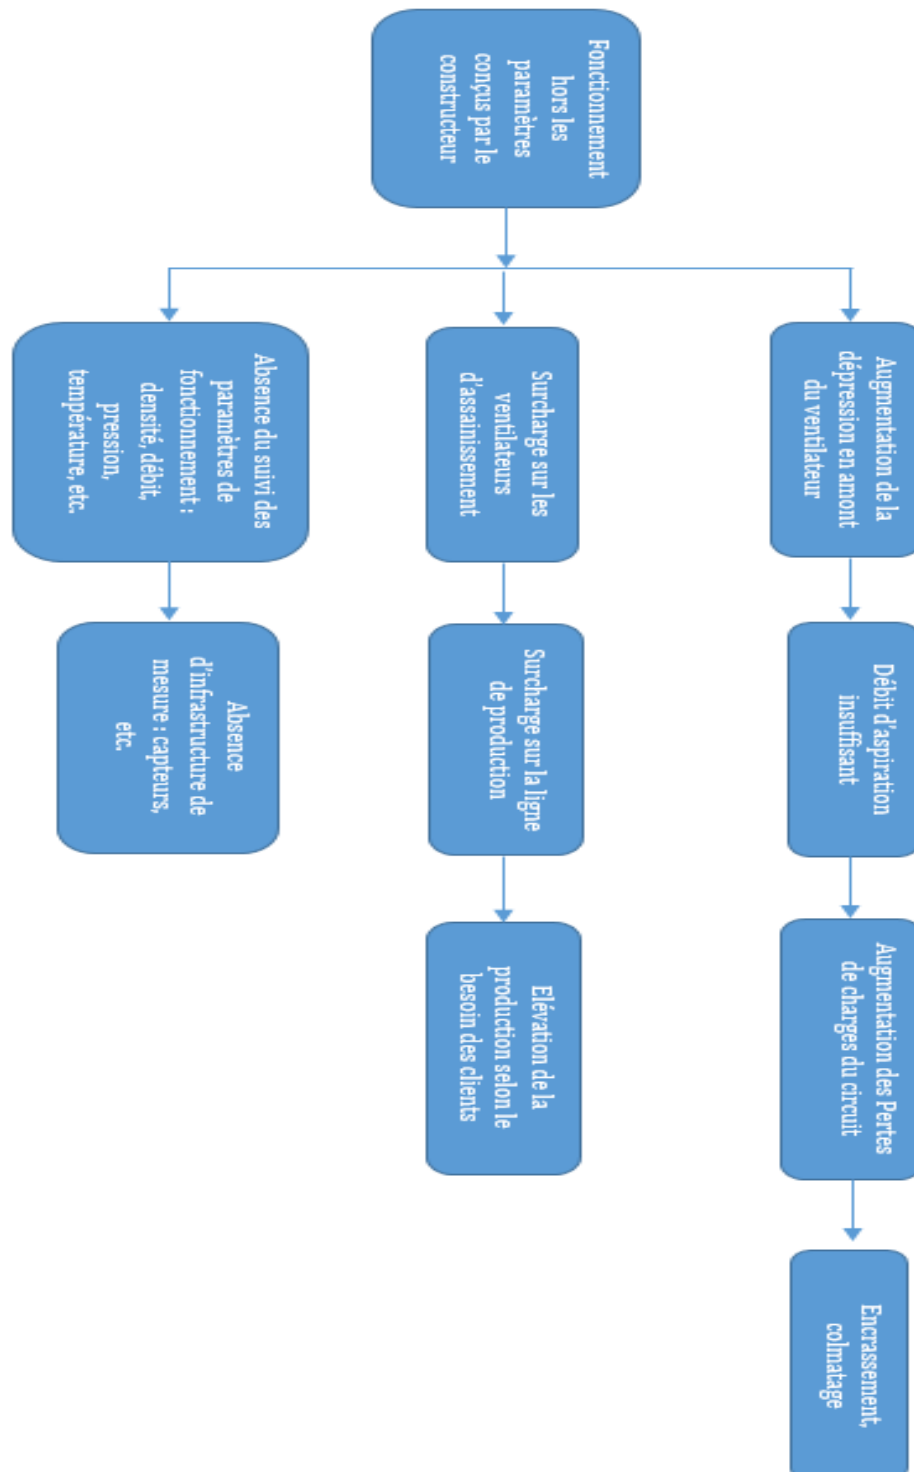 Fonctionnement
hors les
paramètres
conçus par le
constructeur
Augmentation de la
dépression en amont
du ventilateur
Débit d'aspiration
insuffisant
Augmentation des Pertes
de charges du circuit
Encrassement,
colmatage
Surcharge sur les
ventilateurs
d'assainissement
Surcharge sur la ligne
de production
Elévation de la
production selon le
besoin des clients
Absence du suivi des
paramètres de
fonctionnement :
densité, débit,
pression,
température, etc.
Absence
d'infrastructure de
mesure : capteurs,
etc.